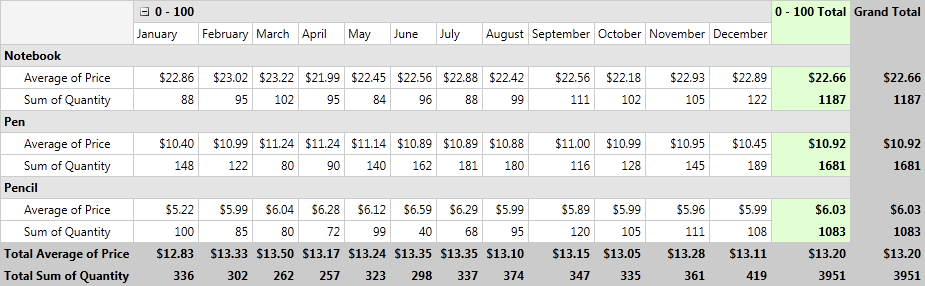 0 - 100 0 - 100 Total Grand Total
January February March April May June July August September October November December
Notebook
Average of Price $22.86 $23.02 $23.22 $21.99 $22.45 $22.56 $22.88 $22.42 $22.56 $22.18 $22.93 $22.89 $22.66 $22.66
Sum of Quantity 88 95 102 95 84 96 88 99 111 102 105 122 1187 1187
Pen
Average of Price $10.40 $10.99 $11.24 $11.24 $11.14 $10.89 $10.89 $10.88 $11.00 $10.99 $10.95 $10.45 $10.92 $10.92
Sum of Quantity 148 122 80 90 140 162 181 180 116 128 145 189 1681 1681
Pencil
Average of Price $5.22 $5.99 $6.04 $6.28 $6.12 $6.59 $6.29 $5.99 $5.89 $5.99 $5.96 $5.99 $6.03 $6.03
Sum of Quantity 100 85 80 72 99 40 68 95 120 105 111 108 1083 1083
Total Average of Price $12.83 $13.33 $13.50 $13.17 $13.24 $13.35 $13.35 $13.10 $13.15 $13.05 $13.28 $13.11 $13.20 $13.20
Total Sum of Quantity 336 302 262 257 323 298 337 374 347 335 361 419 3951 3951